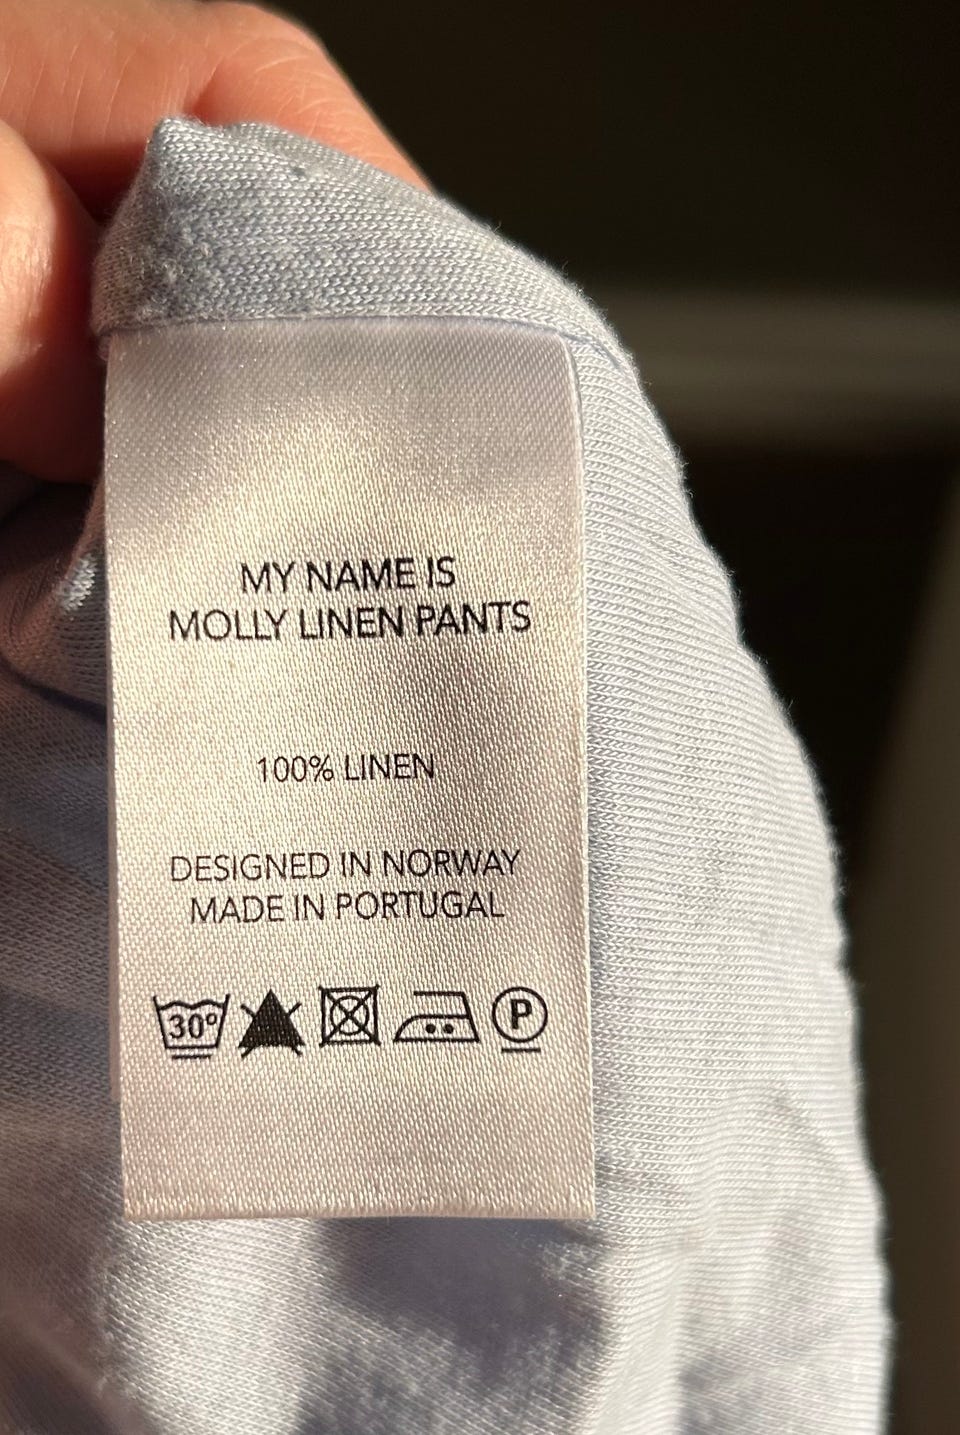 MY NAME IS
MOLLY LINEN PANTS
100% LINEN
DESIGNED IN NORWAY
MADE IN PORTUGAL
30° P